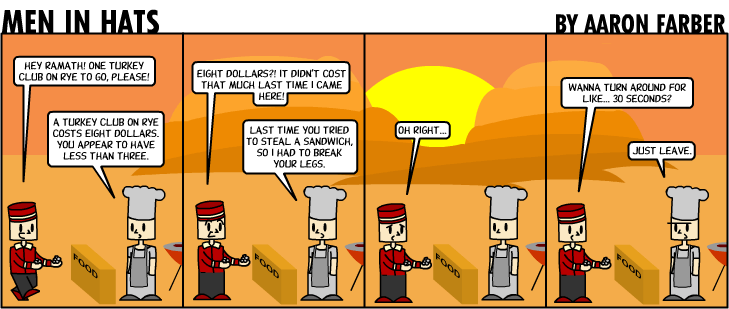 MEN IN HATS
BY AARON FARBER
HEY RAMATH! ONE TURKEY
CLUB ON RYE TO GO, PLEASE!
A TURKEY CLUB ON RYE
COSTS EIGHT DOLLARS.
YOU APPEAR TO HAVE
LESS THAN THREE.
FOOD
EIGHT DOLLARS?! IT DIDN'T COST
THAT MUCH LAST TIME I CAME
HERE!
LAST TIME YOU TRIED
TO STEAL A SANDWICH,
SO I HAD TO BREAK
YOUR LEGS.
FOOD
OH RIGHT...
FOOD
WANNA TURN AROUND FOR
LIKE... 30 SECONDS?
JUST LEAVE.
FOOD